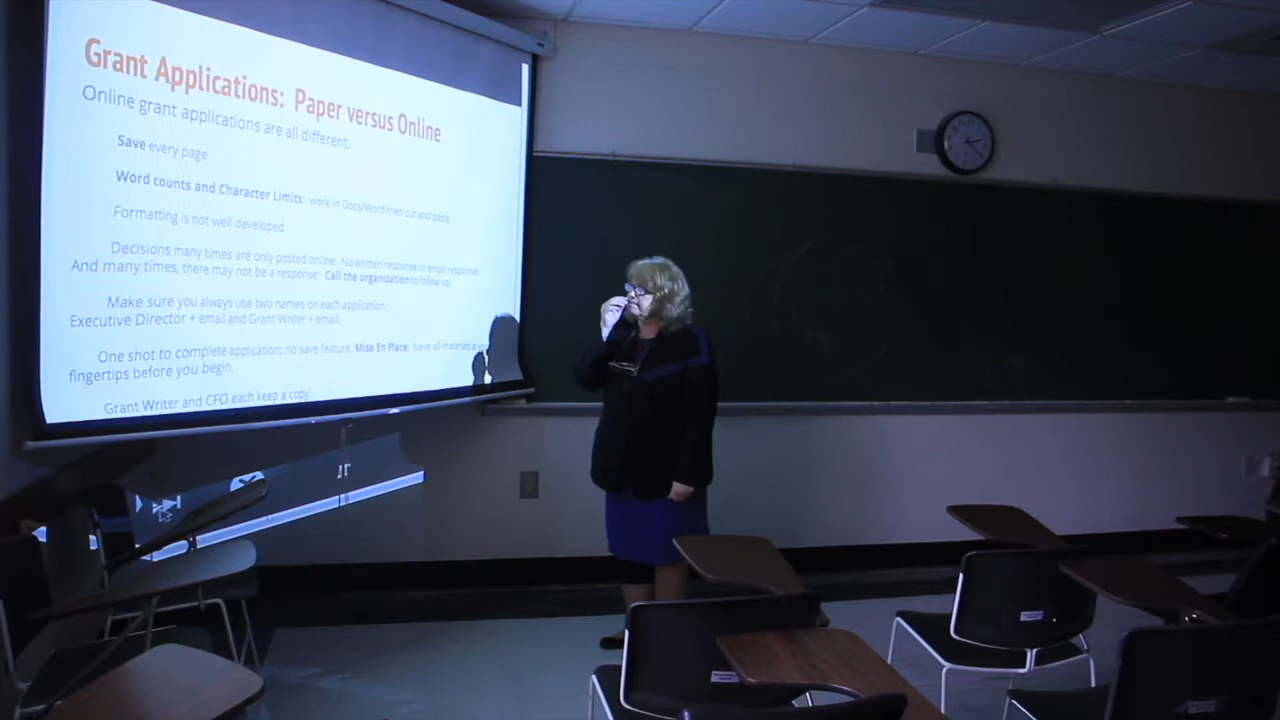 Grant Applications: Paper versus Online
Online grant applications are all different.
Save every page
Word counts and Character Limits: work in Docs/Word then cut and paste
Formatting is not well developed
Decisions many times are only posted online. No written response or email response.
And many times, there may not be a response: Call the organization to follow up.
Make sure you always use two names on each application:
Executive Director + email and Grant Writer + email.
One shot to complete application; no save feature. Mise En Place: have all materials at
fingertips before you begin.
Grant Writer and CFO each keep a copy.